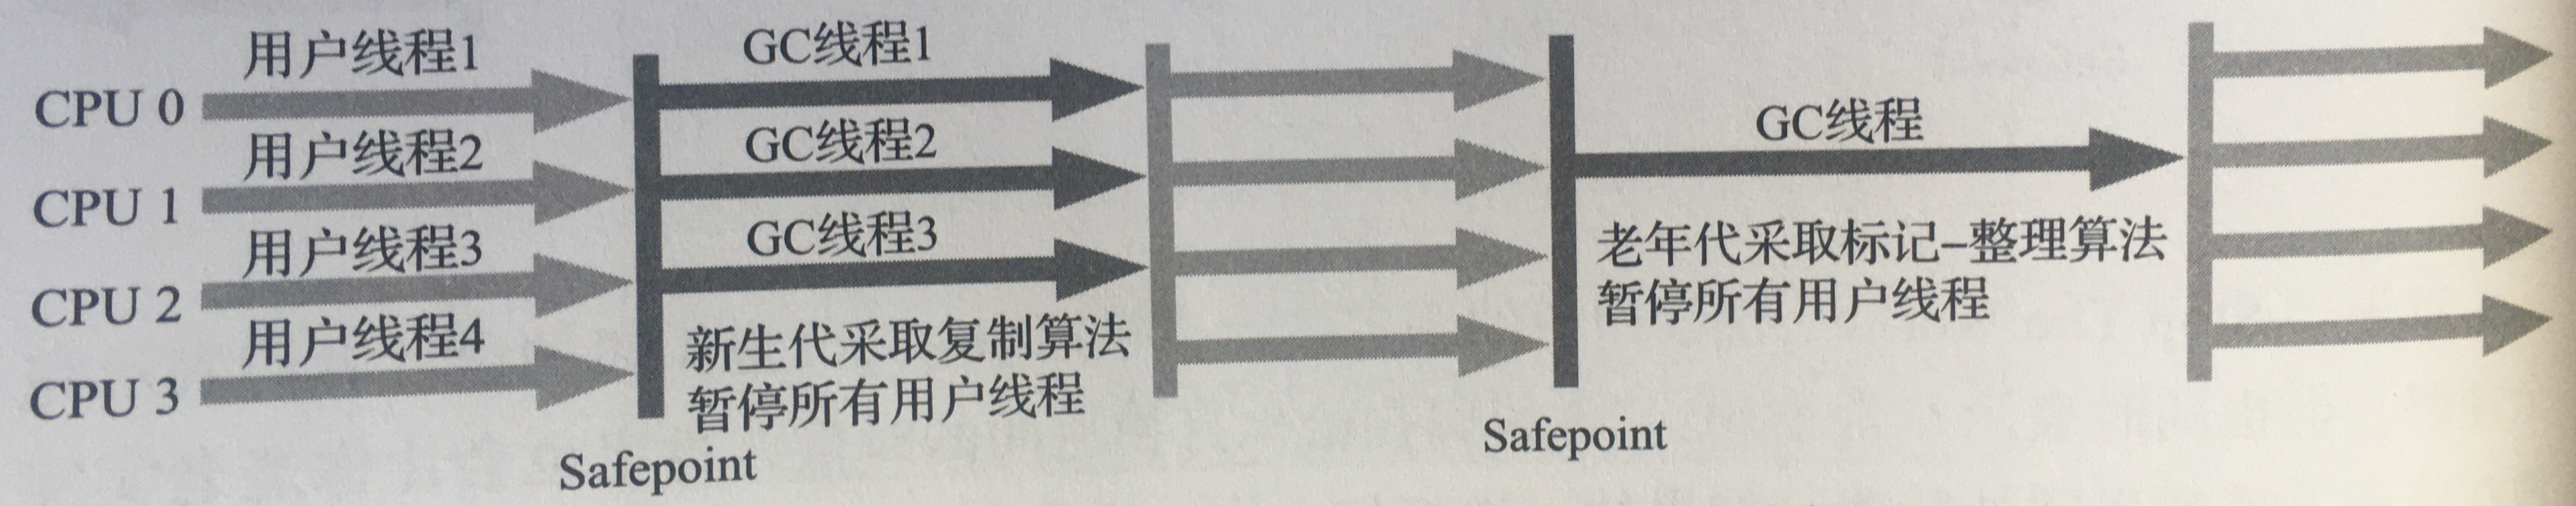 用户线程1
CPU 0
用户线程2
CPU 1
用户线程3
CPU 2
用户线程4
CPU 3
Safepoint
GC线程1
GC线程2
GC线程3
新生代采取复制算法
暂停所有用户线程
Safepoint
GC线程
老年代采取标记–整理算法
暂停所有用户线程